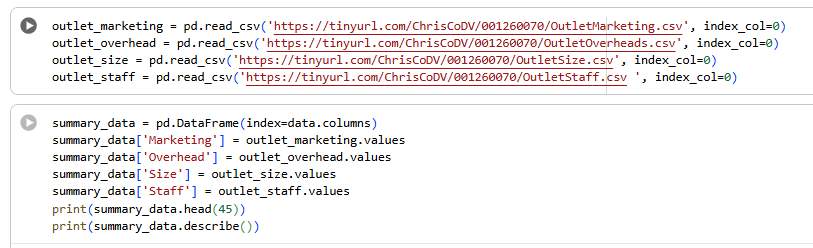 outlet_marketing = pd.read_csv('https://tinyurl.com/ChrisCoDV/001260070/OutletMarketing.csv', index_col=0)
outlet_overhead = pd.read_csv('https://tinyurl.com/ChrisCoDV/001260070/OutletOverheads.csv', index_col=0)
outlet_size = pd.read_csv('https://tinyurl.com/ChrisCoDV/001260070/OutletSize.csv', index_col=0)
outlet_staff = pd.read_csv('https://tinyurl.com/ChrisCoDV/001260070/OutletStaff.csv ', index_col=0)
summary_data = pd.DataFrame(index=data.columns)
summary_data['Marketing'] = outlet_marketing.values
summary_data['Overhead'] = outlet_overhead.values
summary_data['Size'] = outlet_size.values
summary_data['Staff'] = outlet_staff.values
print(summary_data.head(45))
print(summary_data.describe())